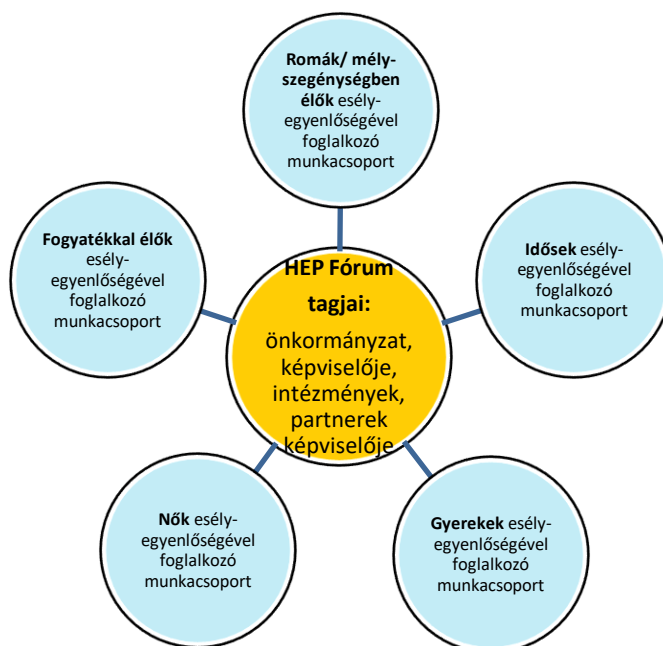 Romák/ mély-
szegénységben
élők esély-
egyenlőségével
foglalkozó
munkacsoport
Fogyatékkal élők
esély-
egyenlőségével
foglalkozó
munkacsoport
HEP Fórum
tagjai:
önkormányzat,
képviselője,
intézmények,
partnerek
képviselője
Idősek esély-
egyenlőségével
foglalkozó
munkacsoport
Nők esély-
egyenlőségével
foglalkozó
munkacsoport
Gyerekek esély-
egyenlőségével
foglalkozó
munkacsoport